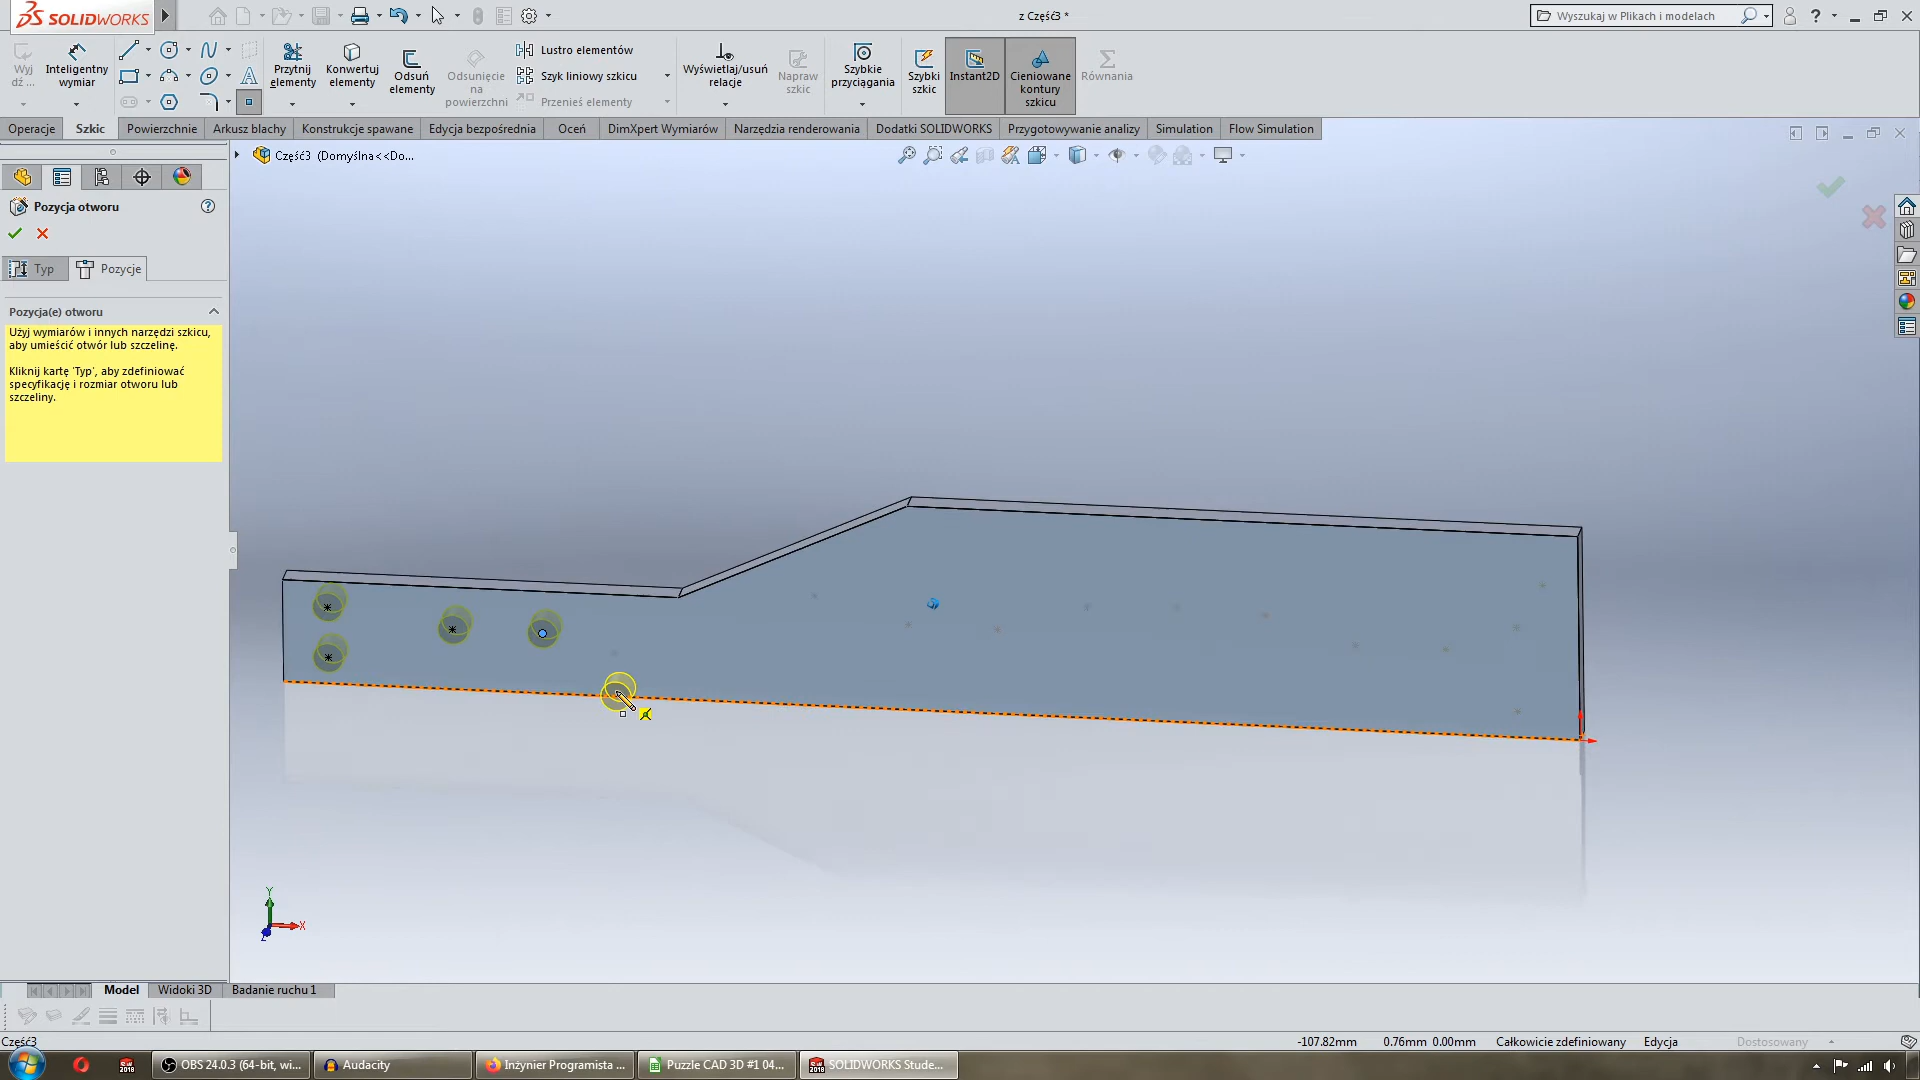 SOLIDWORKS
z Część3 *
Wyszukaj w Plikach i modelach
Wyj dź ...
Inteligentny wymiar
Przytnij elementy
Konwertuj elementy
Odsuń elementy
Odsunięcie na powierzchni
Lustro elementów
Szyk liniowy szkicu
Przenieś elementy
Wyświetlaj/usuń relacje
Napraw szkic
Szybkie przyciągania
Szybki szkic
Instant2D
Cieniowane kontury szkicu
Równania
Operacje
Szkic
Powierzchnie
Arkusz blachy
Konstrukcje spawane
Edycja bezpośrednia
Oceń
DimXpert Wymiarów
Narzędzia renderowania
Dodatki SOLIDWORKS
Przygotowywanie analizy
Simulation
Flow Simulation
Część3 (Domyślna<<Do...
Pozycja otworu
Typ
Pozycje
Pozycja(e) otworu
Użyj wymiarów i innych narzędzi szkicu,
aby umieścić otwór lub szczelinę.
Kliknij kartę 'Typ', aby zdefiniować
specyfikację i rozmiar otworu lub
szczeliny.
Y
X
Z
Model
Widoki 3D
Badanie ruchu 1
Część3
-107.82mm
0.76mm
0.00mm
Całkowicie zdefiniowany
Edycja
Dostosowany
OBS 24.0.3 (64-bit, wi...
Audacity
Inżynier Programista ...
Puzzle CAD 3D #1 04...
SOLIDWORKS Stude...